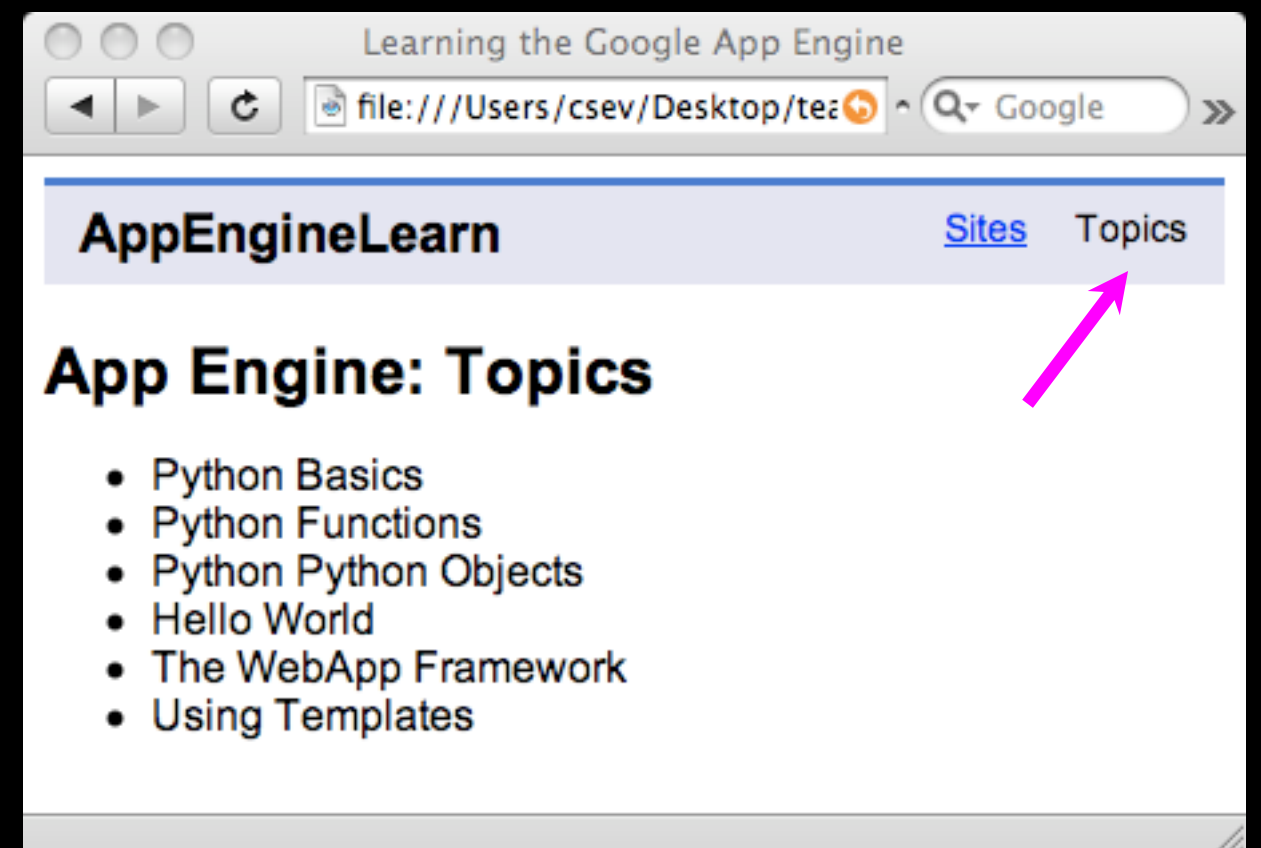 Learning the Google App Engine
file:///Users/csev/Desktop/tea Google
AppEngineLearn Sites Topics
App Engine: Topics
• Python Basics
• Python Functions
• Python Python Objects
• Hello World
• The WebApp Framework
• Using Templates